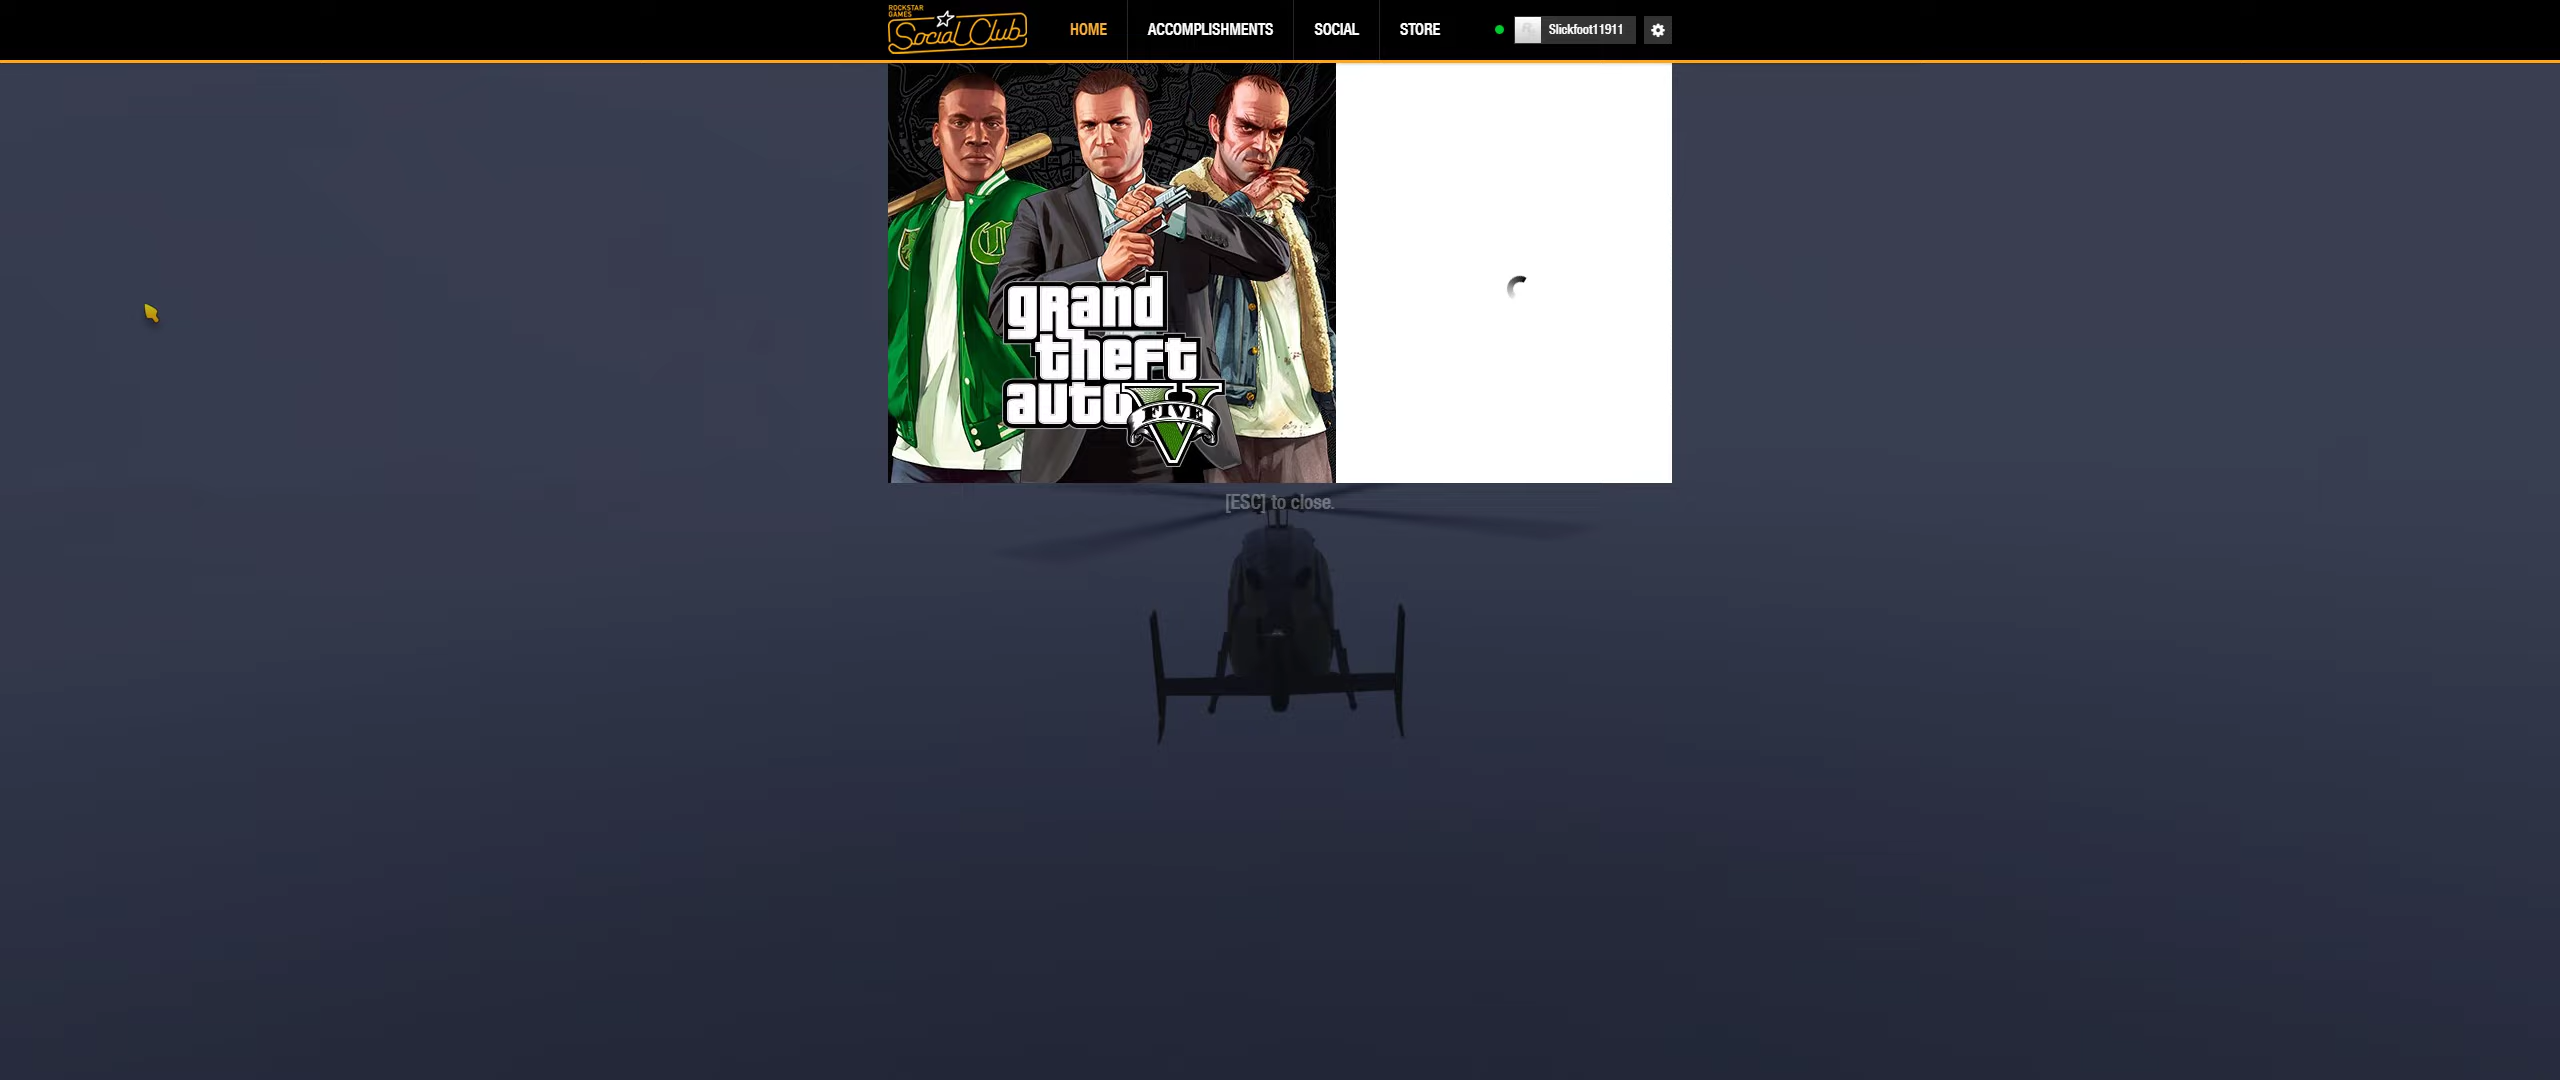 ROCKSTAR
GAMES
Social Club
HOME
ACCOMPLISHMENTS
SOCIAL
STORE
Slickfoot11911
grand
theft
auto
FIVE
[ESC] to close.